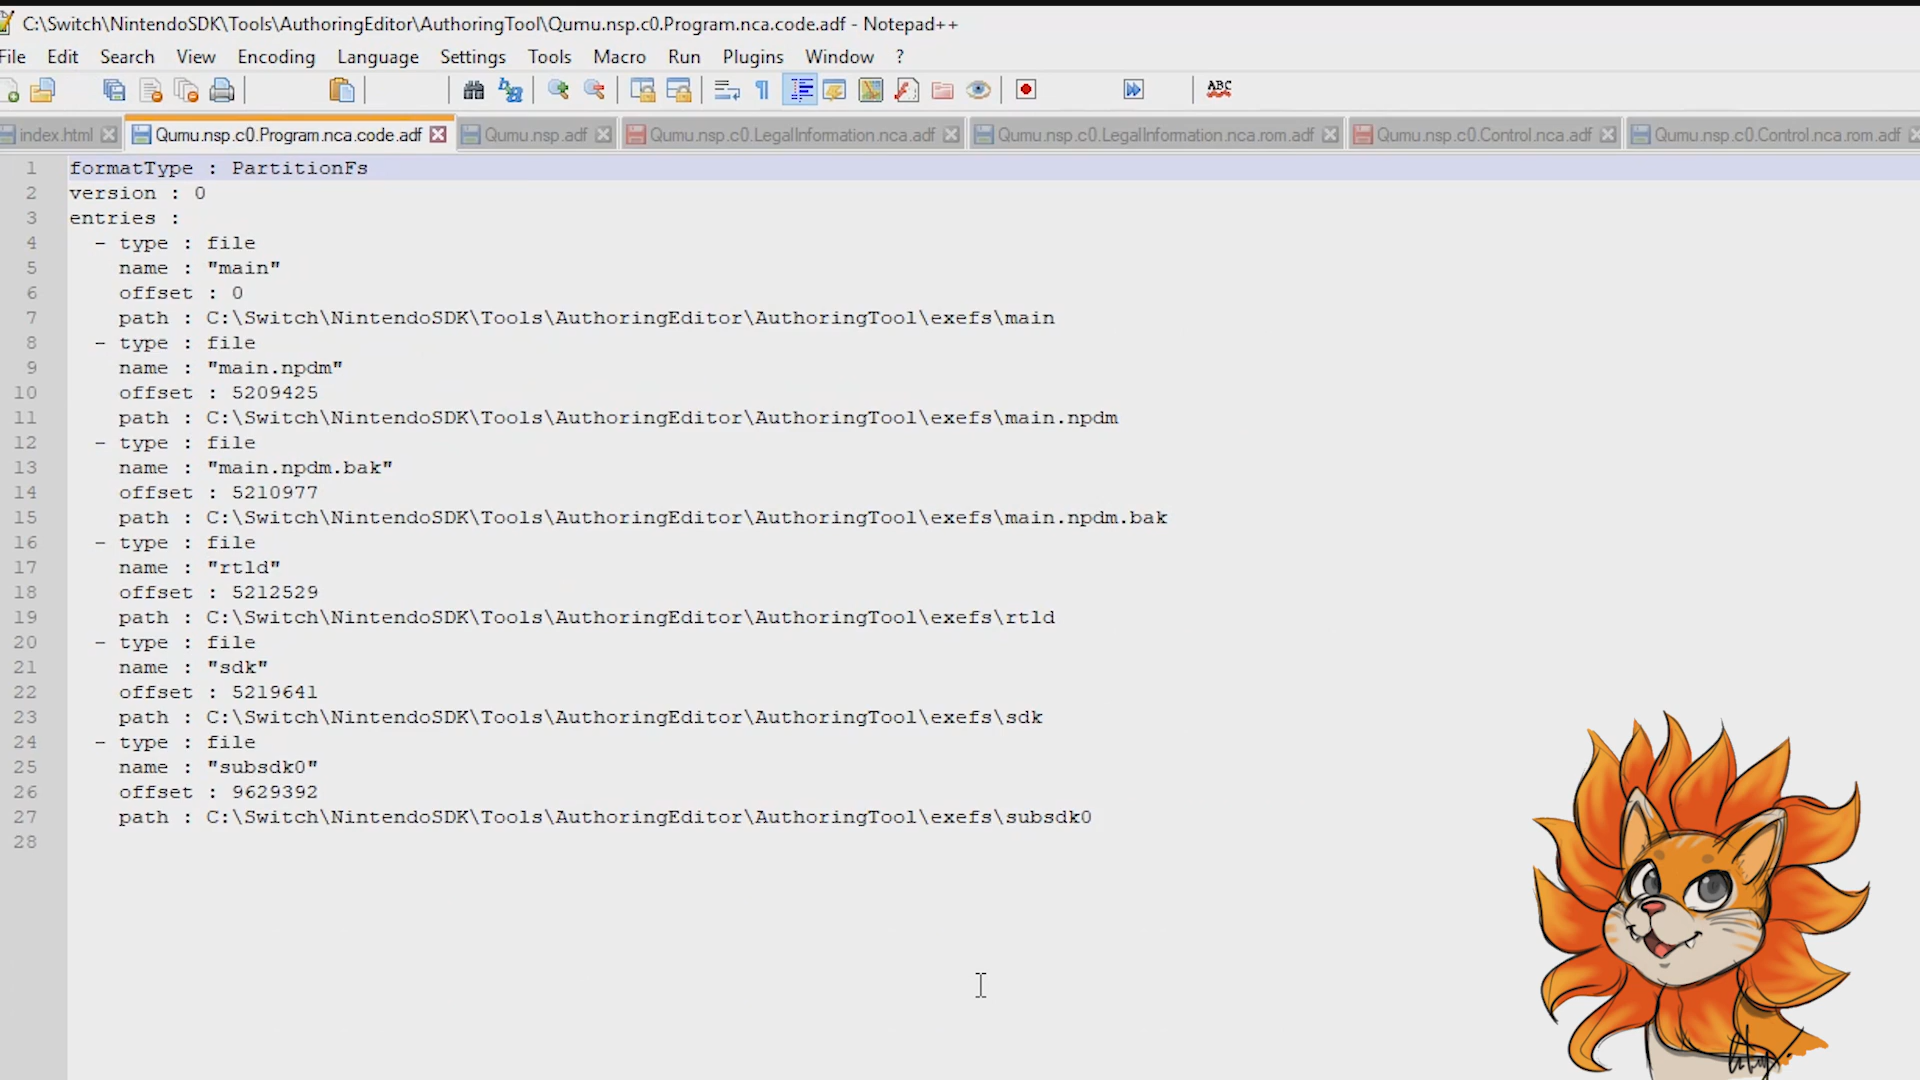 C:\Switch\NintendoSDK\Tools\AuthoringEditor\AuthoringTool\Qumu.nsp.c0.Program.nca.code.adf - Notepad++
File Edit Search View Encoding Language Settings Tools Macro Run Plugins Window ?
ABC
index.html Qumu.nsp.c0.Program.nca.code.adf Qumu.nsp.adf Qumu.nsp.c0.LegalInformation.nca.adf Qumu.nsp.c0.LegalInformation.nca.rom.adf Qumu.nsp.c0.Control.nca.adf Qumu.nsp.c0.Control.nca.rom.adf
1 formatType : PartitionFs
2 version : 0
3 entries :
4 - type : file
5 name : "main"
6 offset : 0
7 path : C:\Switch\NintendoSDK\Tools\AuthoringEditor\AuthoringTool\exefs\main
8 - type : file
9 name : "main.npdm"
10 offset : 5209425
11 path : C:\Switch\NintendoSDK\Tools\AuthoringEditor\AuthoringTool\exefs\main.npdm
12 - type : file
13 name : "main.npdm.bak"
14 offset : 5210977
15 path : C:\Switch\NintendoSDK\Tools\AuthoringEditor\AuthoringTool\exefs\main.npdm.bak
16 - type : file
17 name : "rtld"
18 offset : 5212529
19 path : C:\Switch\NintendoSDK\Tools\AuthoringEditor\AuthoringTool\exefs\rtld
20 - type : file
21 name : "sdk"
22 offset : 5219641
23 path : C:\Switch\NintendoSDK\Tools\AuthoringEditor\AuthoringTool\exefs\sdk
24 - type : file
25 name : "subsdk0"
26 offset : 9629392
27 path : C:\Switch\NintendoSDK\Tools\AuthoringEditor\AuthoringTool\exefs\subsdk0
28